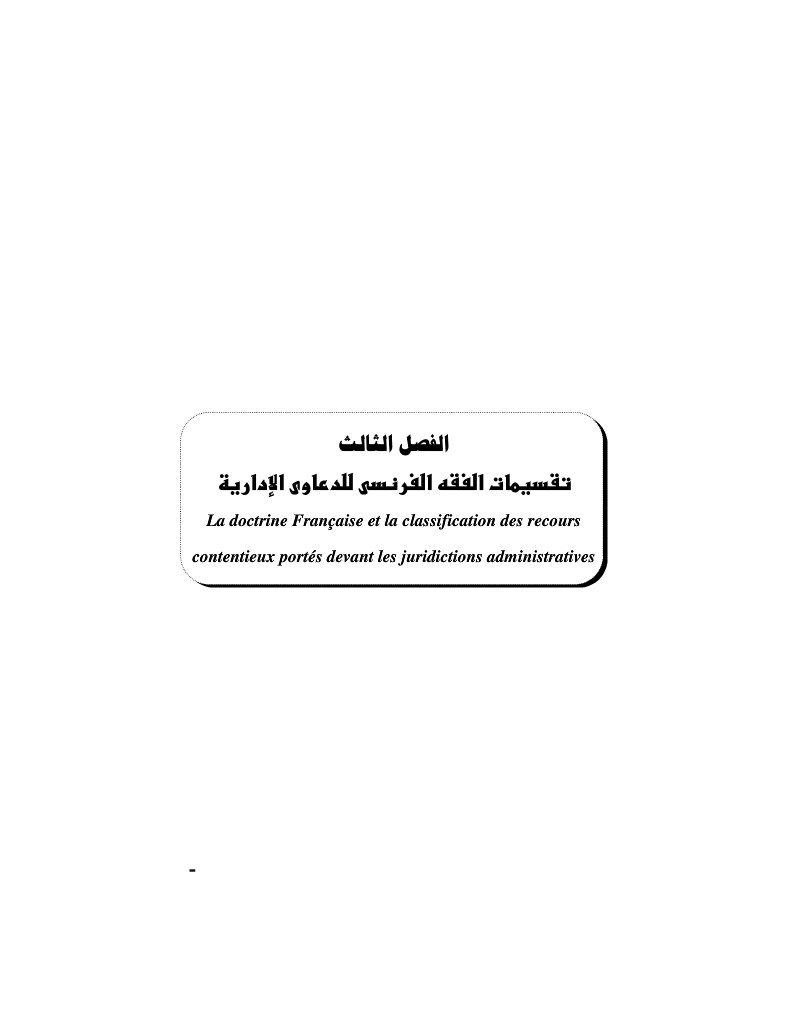 الفصل الثالث
تقسيمات الفقه الفرنسى للدعاوى الإدارية
La doctrine Française et la classification des recours
contentieux portés devant les juridictions administratives
-